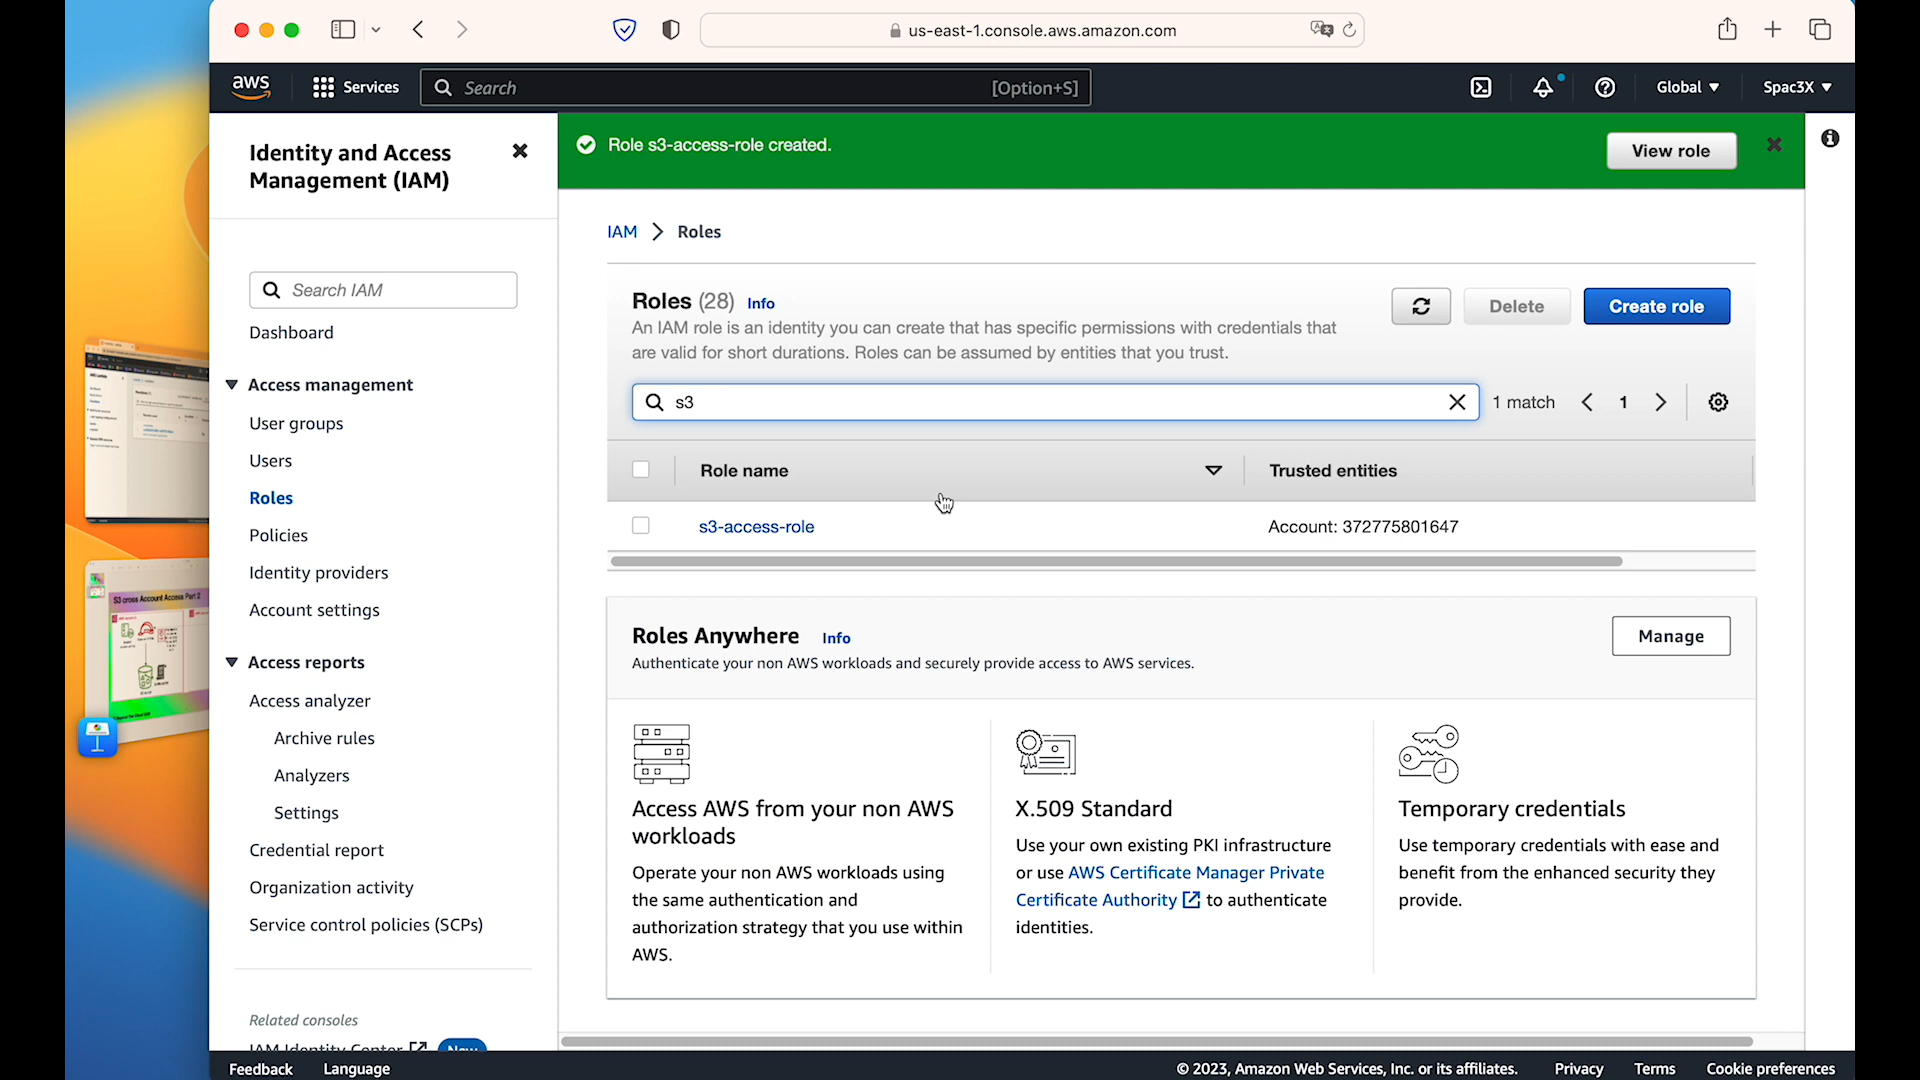 us-east-1.console.aws.amazon.com
aws
Services
Search
[Option+S]
Global
Spac3X
Identity and Access
Management (IAM)
Search IAM
Dashboard
Access management
User groups
Users
Roles
Policies
Identity providers
Account settings
Access reports
Access analyzer
Archive rules
Analyzers
Settings
Credential report
Organization activity
Service control policies (SCPs)
Related consoles
IAM Identity Center
New
Role s3-access-role created.
View role
IAM
Roles
Roles (28) Info
An IAM role is an identity you can create that has specific permissions with credentials that
are valid for short durations. Roles can be assumed by entities that you trust.
Delete
Create role
s3
1 match
1
Role name
Trusted entities
s3-access-role
Account: 372775801647
Roles Anywhere Info
Authenticate your non AWS workloads and securely provide access to AWS services.
Manage
Access AWS from your non AWS
workloads
Operate your non AWS workloads using
the same authentication and
authorization strategy that you use within
AWS.
X.509 Standard
Use your own existing PKI infrastructure
or use AWS Certificate Manager Private
Certificate Authority to authenticate
identities.
Temporary credentials
Use temporary credentials with ease and
benefit from the enhanced security they
provide.
S3 cross Account Access Part 2
Feedback
Language
© 2023, Amazon Web Services, Inc. or its affiliates.
Privacy
Terms
Cookie preferences